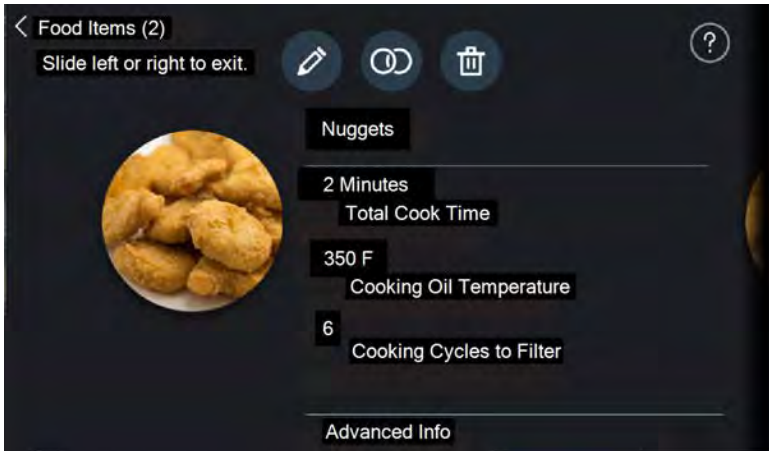 Food Items (2)
Slide left or right to exit.
?
Nuggets
2 Minutes
Total Cook Time
350 F
Cooking Oil Temperature
6
Cooking Cycles to Filter
Advanced Info